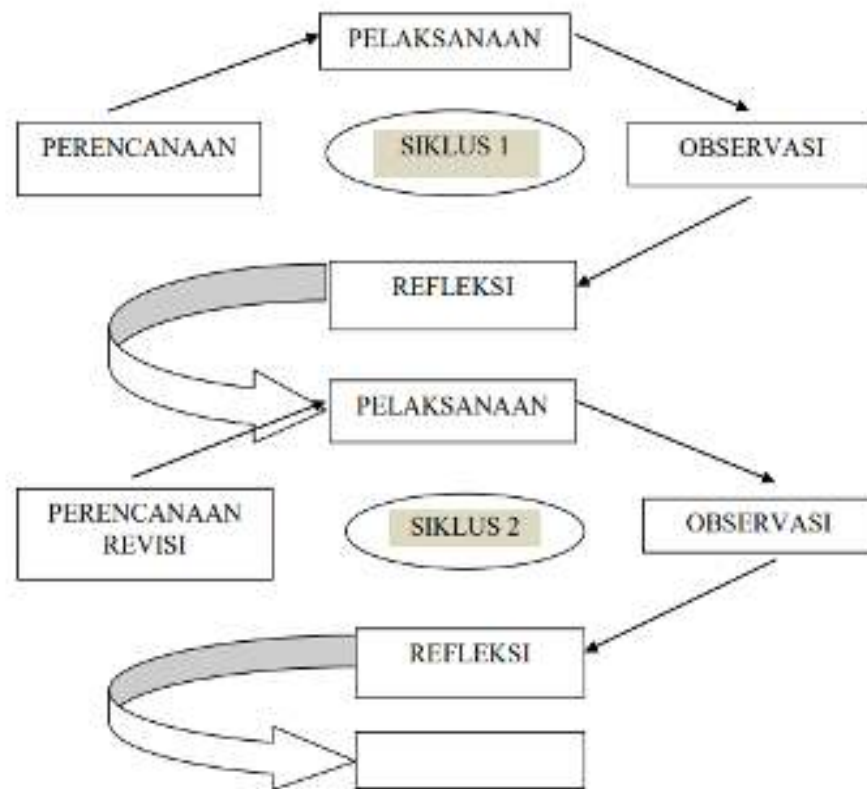 PELAKSANAAN
PERENCANAAN
SIKLUS 1
OBSERVASI
REFLEKSI
PELAKSANAAN
PERENCANAAN
REVISI
SIKLUS 2
OBSERVASI
REFLEKSI